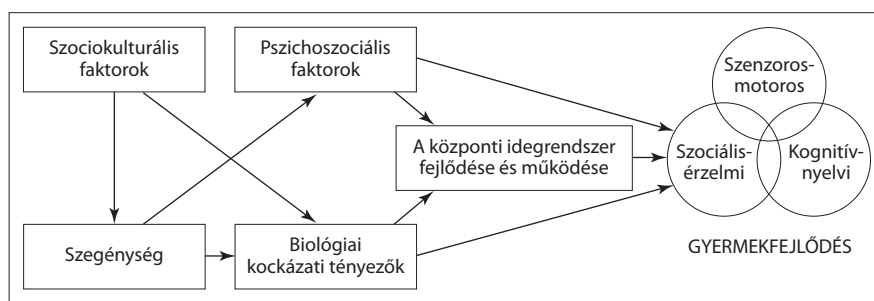 Szociokulturális
faktorok
Pszichoszociális
faktorok
Szenzoros-
motoros
A központi idegrendszer
fejlődése és működése
Szociális-
érzelmi
Kognitív-
nyelvi
Szegénység
Biológiai
kockázati tényezők
GYERMEKFEJLŐDÉS